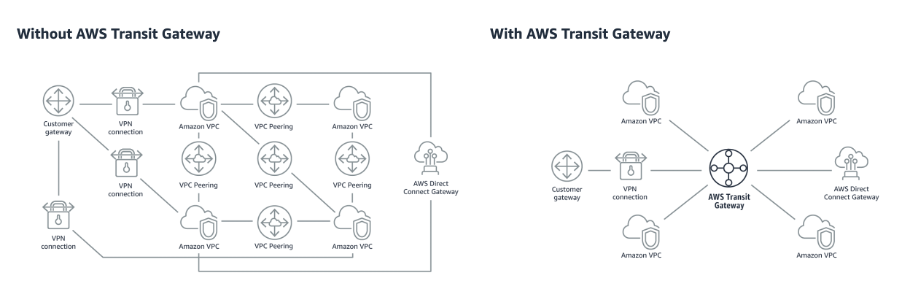 Without AWS Transit Gateway
With AWS Transit Gateway
Customer
gateway
VPN
connection
Amazon VPC
VPC Peering
Amazon VPC
VPN
connection
VPC Peering
VPC Peering
VPC Peering
AWS Direct
Connect Gateway
VPN
connection
Amazon VPC
VPC Peering
Amazon VPC
Amazon VPC
Amazon VPC
Customer
gateway
VPN
connection
AWS Transit
Gateway
AWS Direct
Connect Gateway
Amazon VPC
Amazon VPC